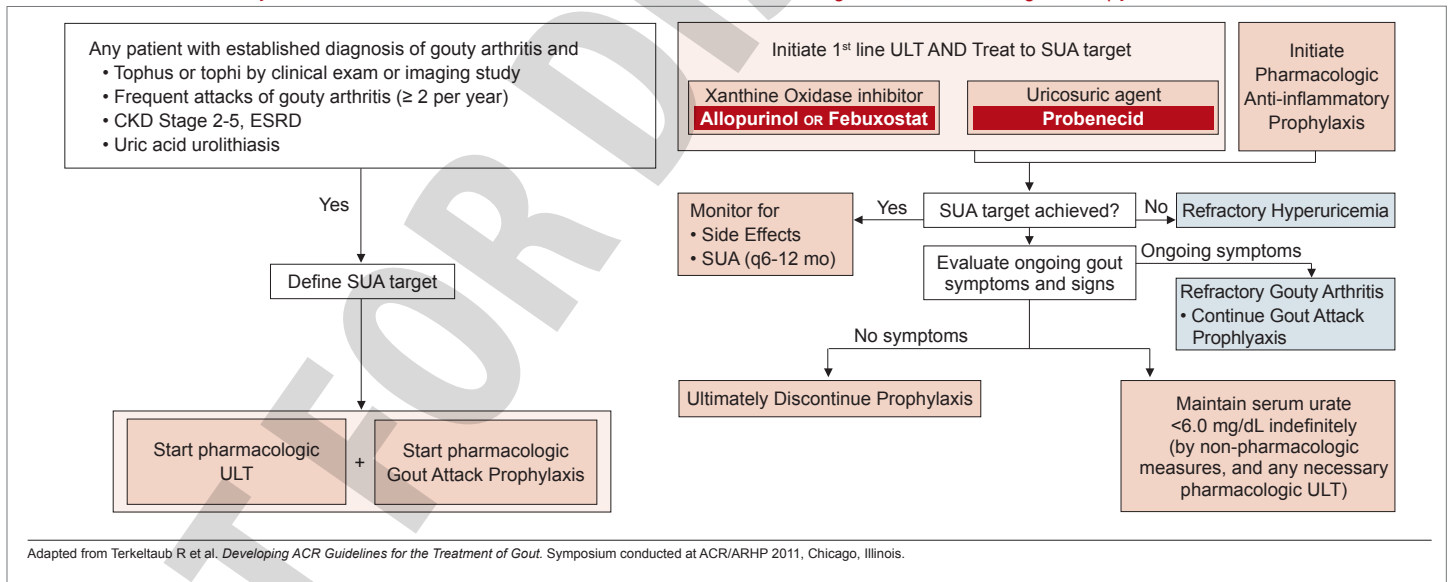 Any patient with established diagnosis of gouty arthritis and
• Tophus or tophi by clinical exam or imaging study
• Frequent attacks of gouty arthritis (≥ 2 per year)
• CKD Stage 2-5, ESRD
• Uric acid urolithiasis
Yes
Define SUA target
Start pharmacologic
ULT
+
Start pharmacologic
Gout Attack Prophylaxis
Initiate 1st line ULT AND Treat to SUA target
Xanthine Oxidase inhibitor
Allopurinol OR Febuxostat
Uricosuric agent
Probenecid
Initiate
Pharmacologic
Anti-inflammatory
Prophylaxis
SUA target achieved?
Yes
Monitor for
• Side Effects
• SUA (q6-12 mo)
No
Refractory Hyperuricemia
Evaluate ongoing gout
symptoms and signs
Ongoing symptoms
Refractory Gouty Arthritis
• Continue Gout Attack
Prophlyaxis
No symptoms
Ultimately Discontinue Prophylaxis
Maintain serum urate
<6.0 mg/dL indefinitely
(by non-pharmacologic
measures, and any necessary
pharmacologic ULT)
Adapted from Terkeltaub R et al. Developing ACR Guidelines for the Treatment of Gout. Symposium conducted at ACR/ARHP 2011, Chicago, Illinois.